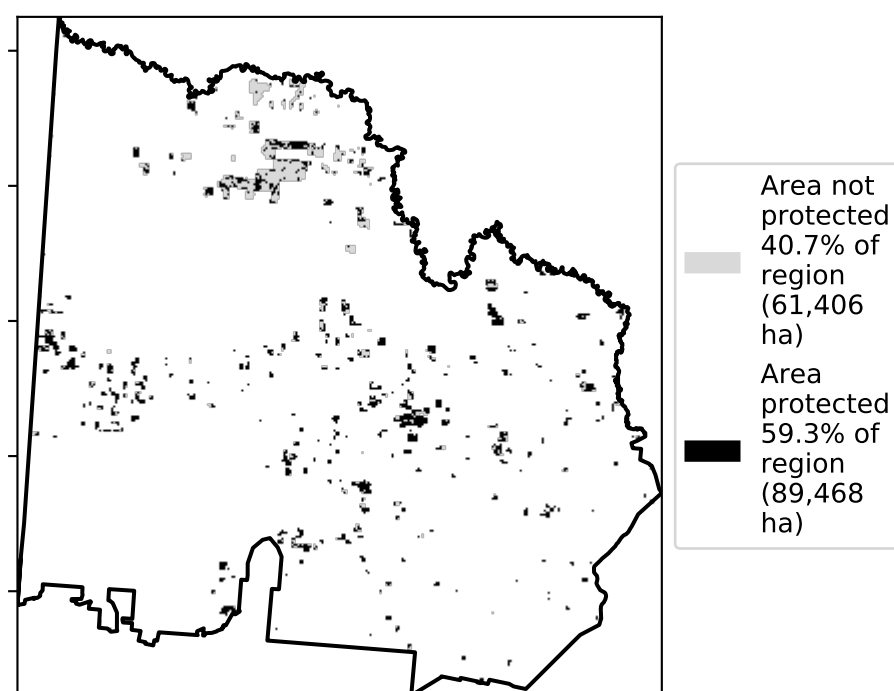 Area not
protected
40.7% of
region
(61,406
ha)
Area
protected
59.3% of
region
(89,468
ha)